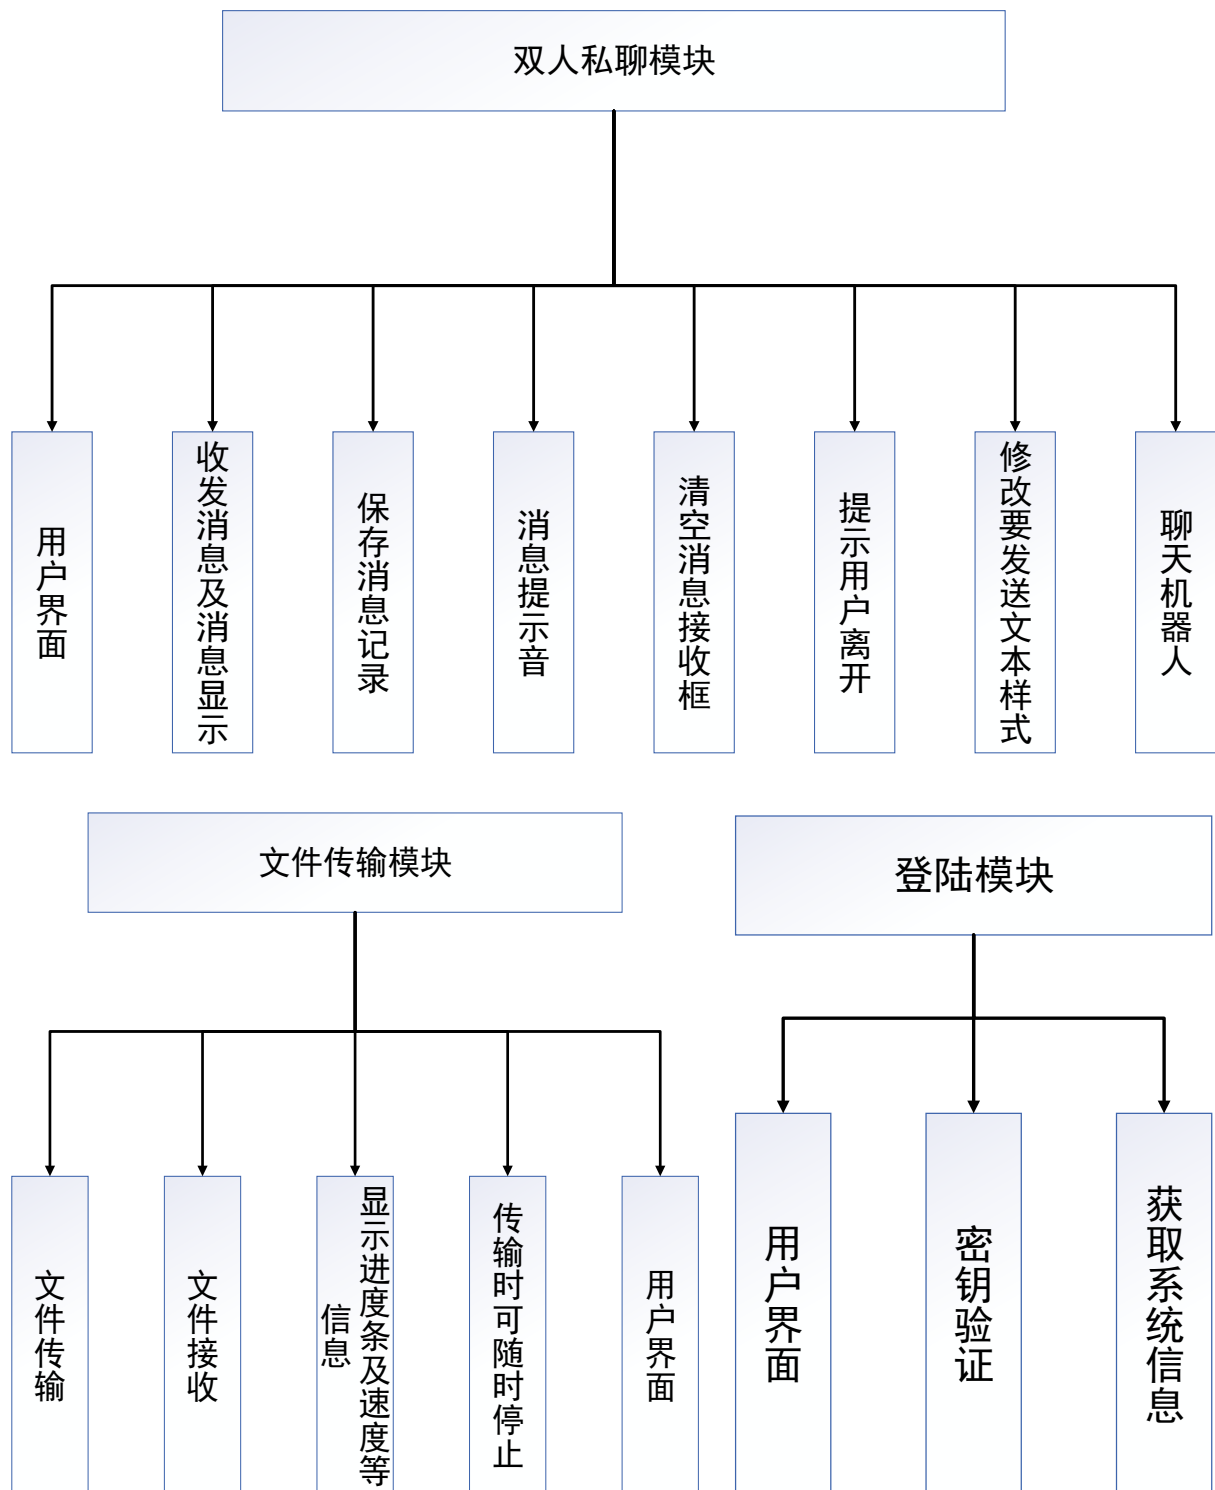 双人私聊模块
用户界面
收发消息及消息显示
保存消息记录
消息提示音
清空消息接收框
提示用户离开
修改要发送文本样式
聊天机器人
文件传输模块
登陆模块
文件传输
文件接收
显示进度条及速度等
信息
传输时可随时停止
用户界面
用户界面
密钥验证
获取系统信息